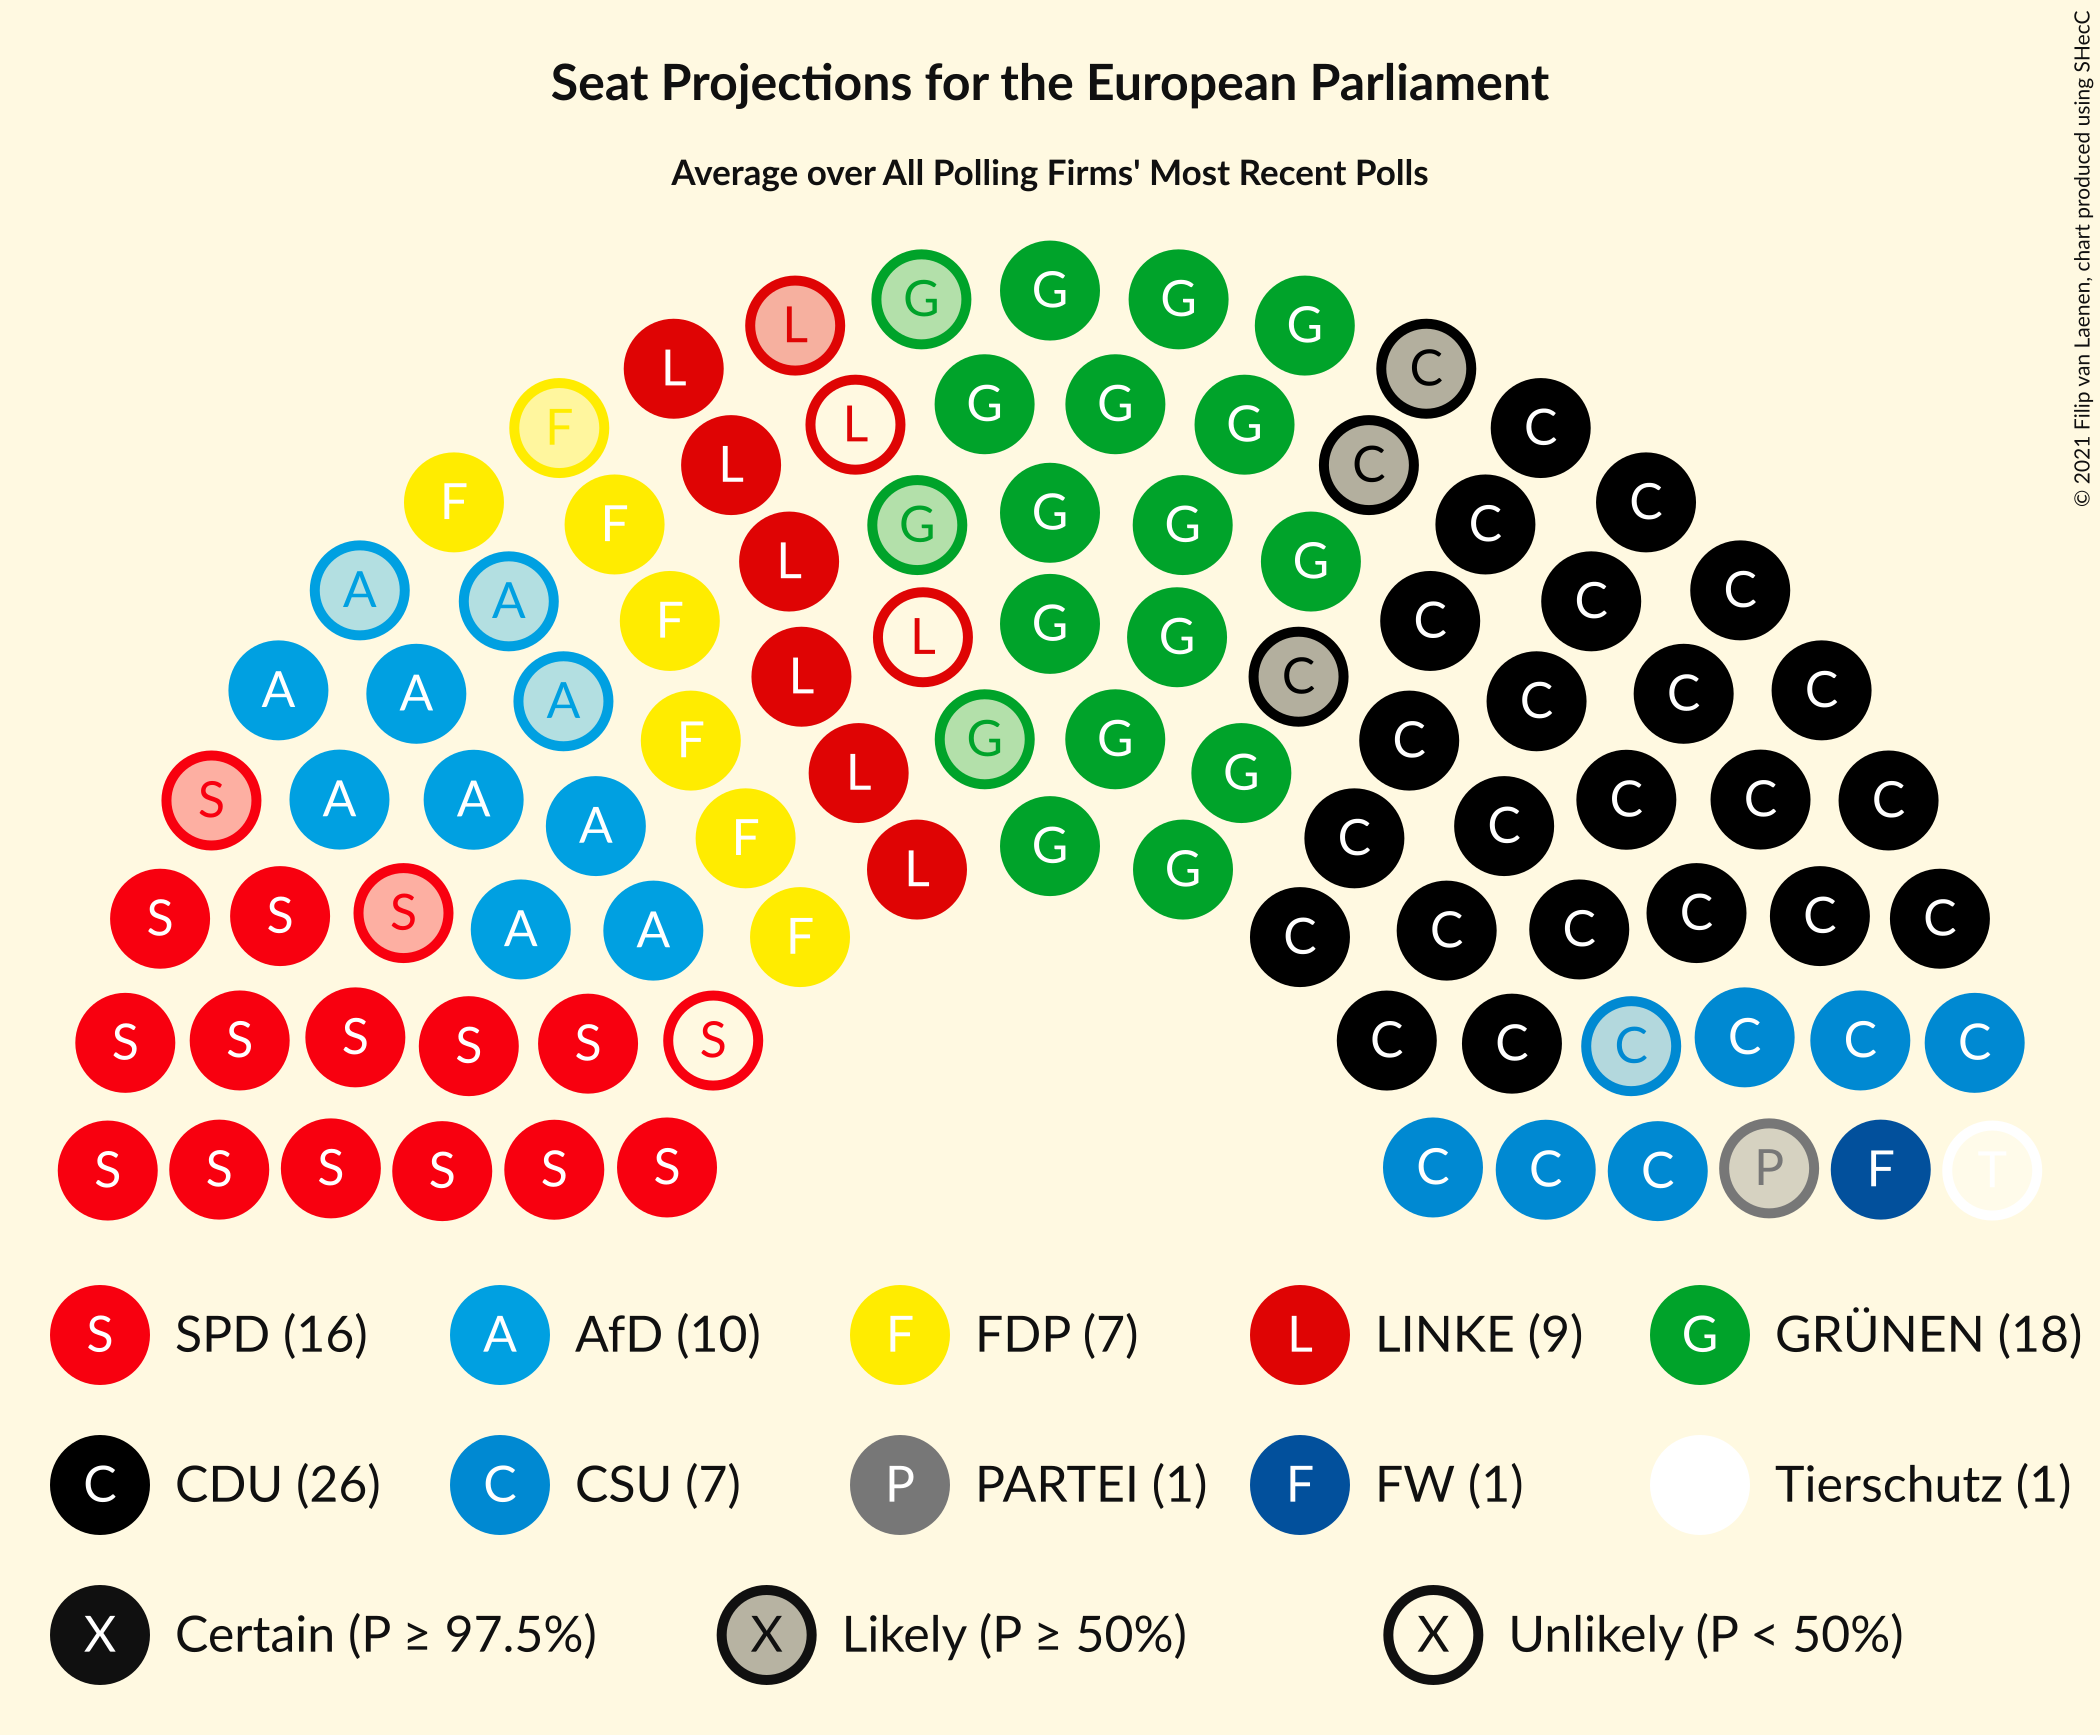 Seat Projections for the European Parliament
Average over All Polling Firms' Most Recent Polls
© 2021 Filip van Laenen, chart produced using SHecC
G G G G
L G C
L G G G C
F L C C
L C
F G G G G C
F L C
A A F L G G L G C C C
A A A F L G G G C C C C C
S A A A F L G G C C C C C
S S S A A F L G C C C C C C
S S S S S S C C C C C C
S S S S S S C C C P F T
S SPD (16) A AfD (10) F FDP (7) L LINKE (9) G GRÜNEN (18)
C CDU (26) C CSU (7) P PARTEI (1) F FW (1) Tierschutz (1)
X Certain (P ≥ 97.5%) X Likely (P ≥ 50%) X Unlikely (P < 50%)